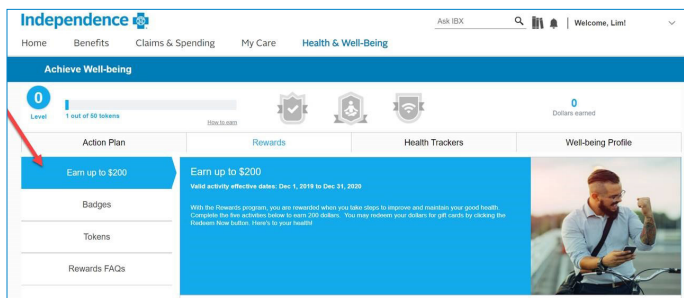 Independence
Ask IBX
Welcome, Lim!
Home Benefits Claims & Spending My Care Health & Well-Being
Achieve Well-being
0
Level
1 out of 50 tokens
How to earn
0
Dollars earned
Action Plan Rewards Health Trackers Well-being Profile
Earn up to $200
Badges
Tokens
Rewards FAQs
Earn up to $200
Valid activity effective dates: Dec 1, 2019 to Dec 31, 2020
With the Rewards program, you are rewarded when you take steps to improve and maintain your good health.
Complete the five activities below to earn 200 dollars. You may redeem your dollars for gift cards by clicking the
Redeem Now button. Here's to your health!